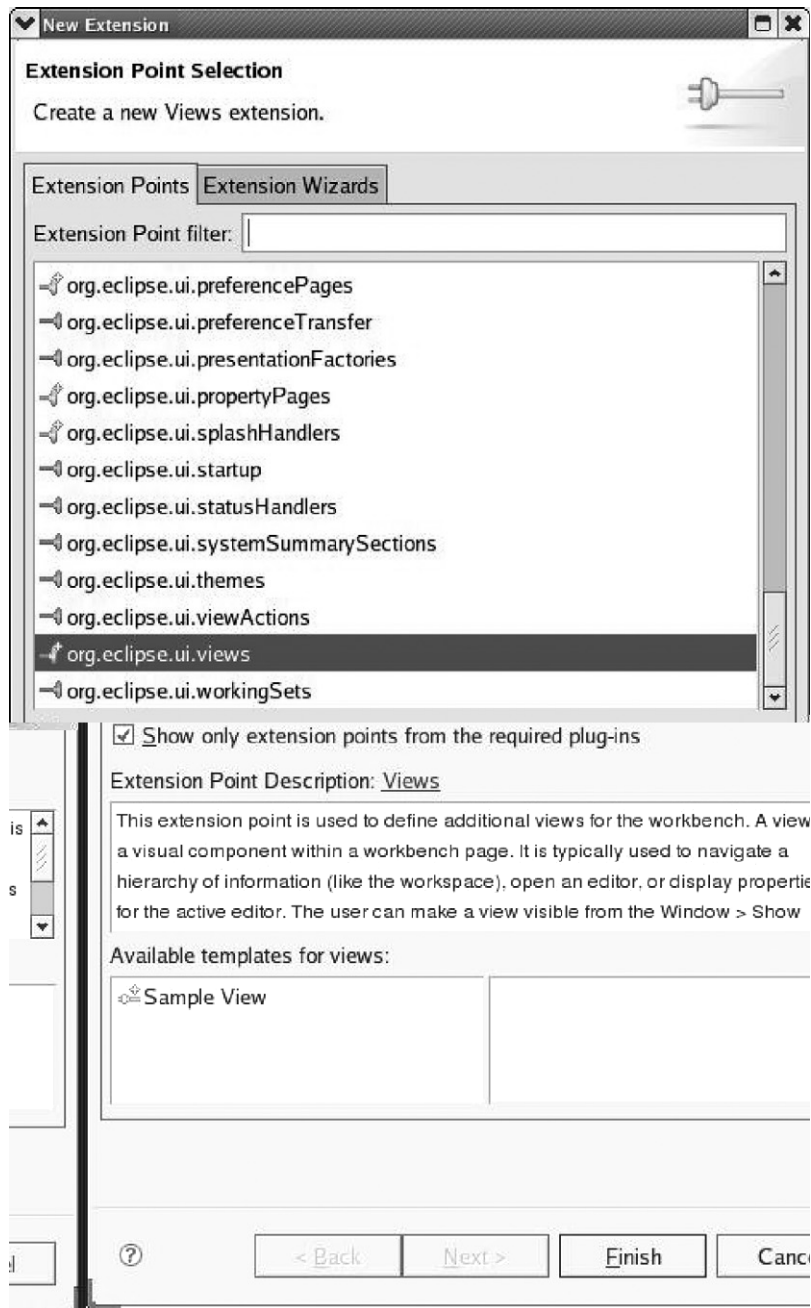 New Extension
Extension Point Selection
Create a new Views extension.
Extension Points Extension Wizards
Extension Point filter:
org.eclipse.ui.preferencePages
org.eclipse.ui.preferenceTransfer
org.eclipse.ui.presentationFactories
org.eclipse.ui.propertyPages
org.eclipse.ui.splashHandlers
org.eclipse.ui.startup
org.eclipse.ui.statusHandlers
org.eclipse.ui.systemSummarySections
org.eclipse.ui.themes
org.eclipse.ui.viewActions
org.eclipse.ui.views
org.eclipse.ui.workingSets
Show only extension points from the required plug-ins
Extension Point Description: Views
is
s
This extension point is used to define additional views for the workbench. A view
a visual component within a workbench page. It is typically used to navigate a
hierarchy of information (like the workspace), open an editor, or display propertie
for the active editor. The user can make a view visible from the Window > Show
Available templates for views:
Sample View
? < Back Next > Finish Cance